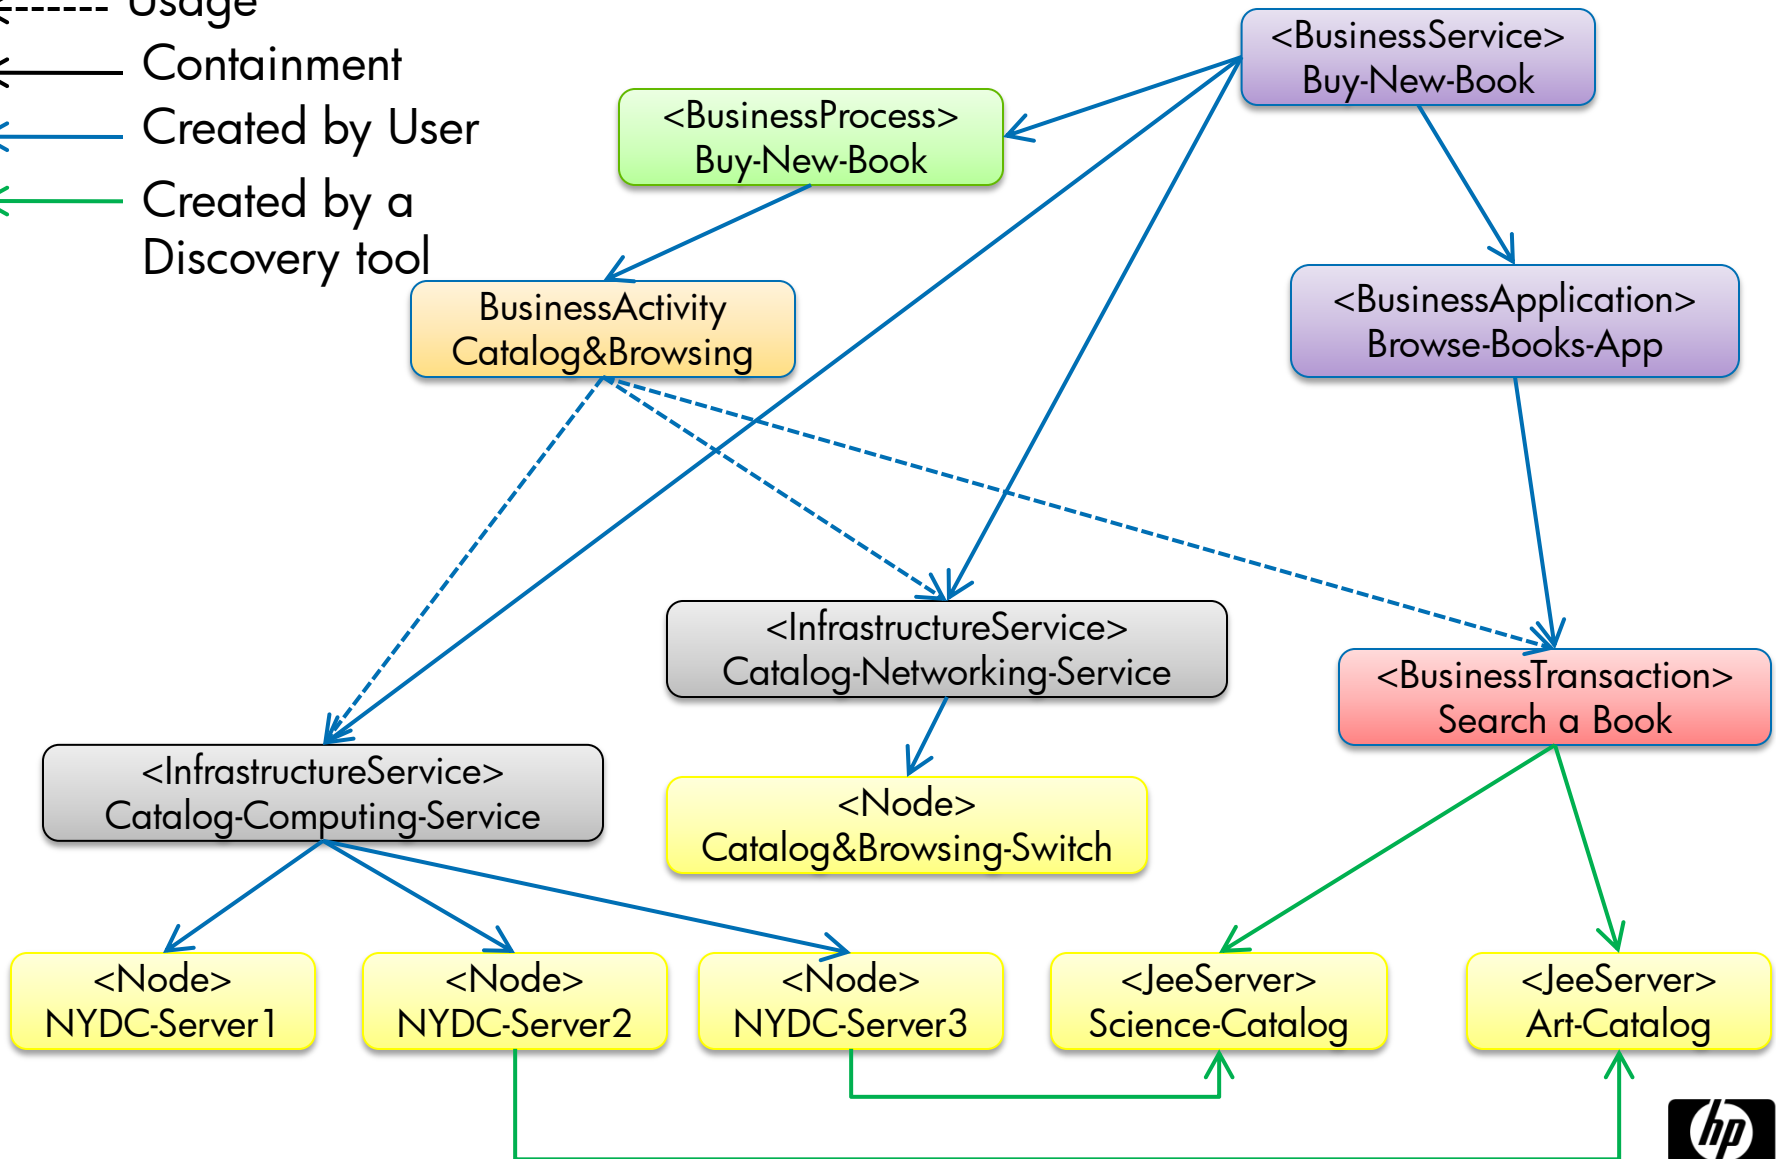 Usage
Containment
Created by User
Created by a
Discovery tool
<BusinessService>
Buy-New-Book
<BusinessProcess>
Buy-New-Book
BusinessActivity
Catalog&Browsing
<BusinessApplication>
Browse-Books-App
<InfrastructureService>
Catalog-Networking-Service
<BusinessTransaction>
Search a Book
<InfrastructureService>
Catalog-Computing-Service
<Node>
Catalog&Browsing-Switch
<Node>
NYDC-Server1
<Node>
NYDC-Server2
<Node>
NYDC-Server3
<JeeServer>
Science-Catalog
<JeeServer>
Art-Catalog
hp